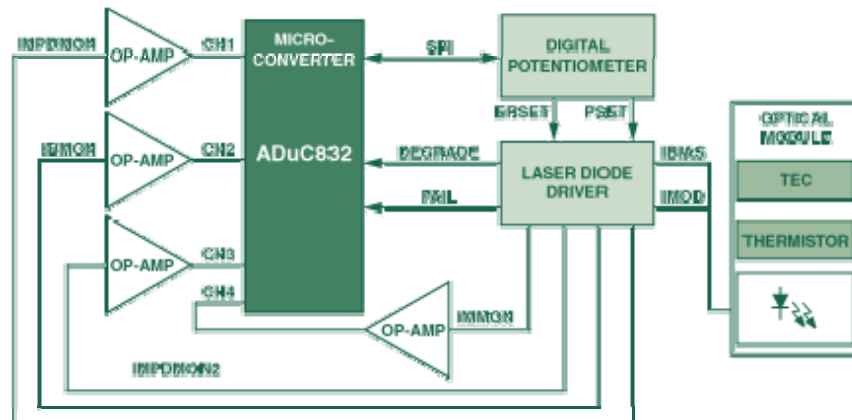 IMPDMON
OP-AMP
CH1
MICRO-
CONVERTER
ADuC832
SPI
DIGITAL
POTENTIOMETER
ERSET
PSET
IBMON
OP-AMP
CH2
DEGRADE
FAIL
LASER DIODE
DRIVER
IBIAS
IMOD
OPTICAL
MODULE
TEC
THERMISTOR
OP-AMP
CH3
CH4
OP-AMP
IMMON
IMPDMON2